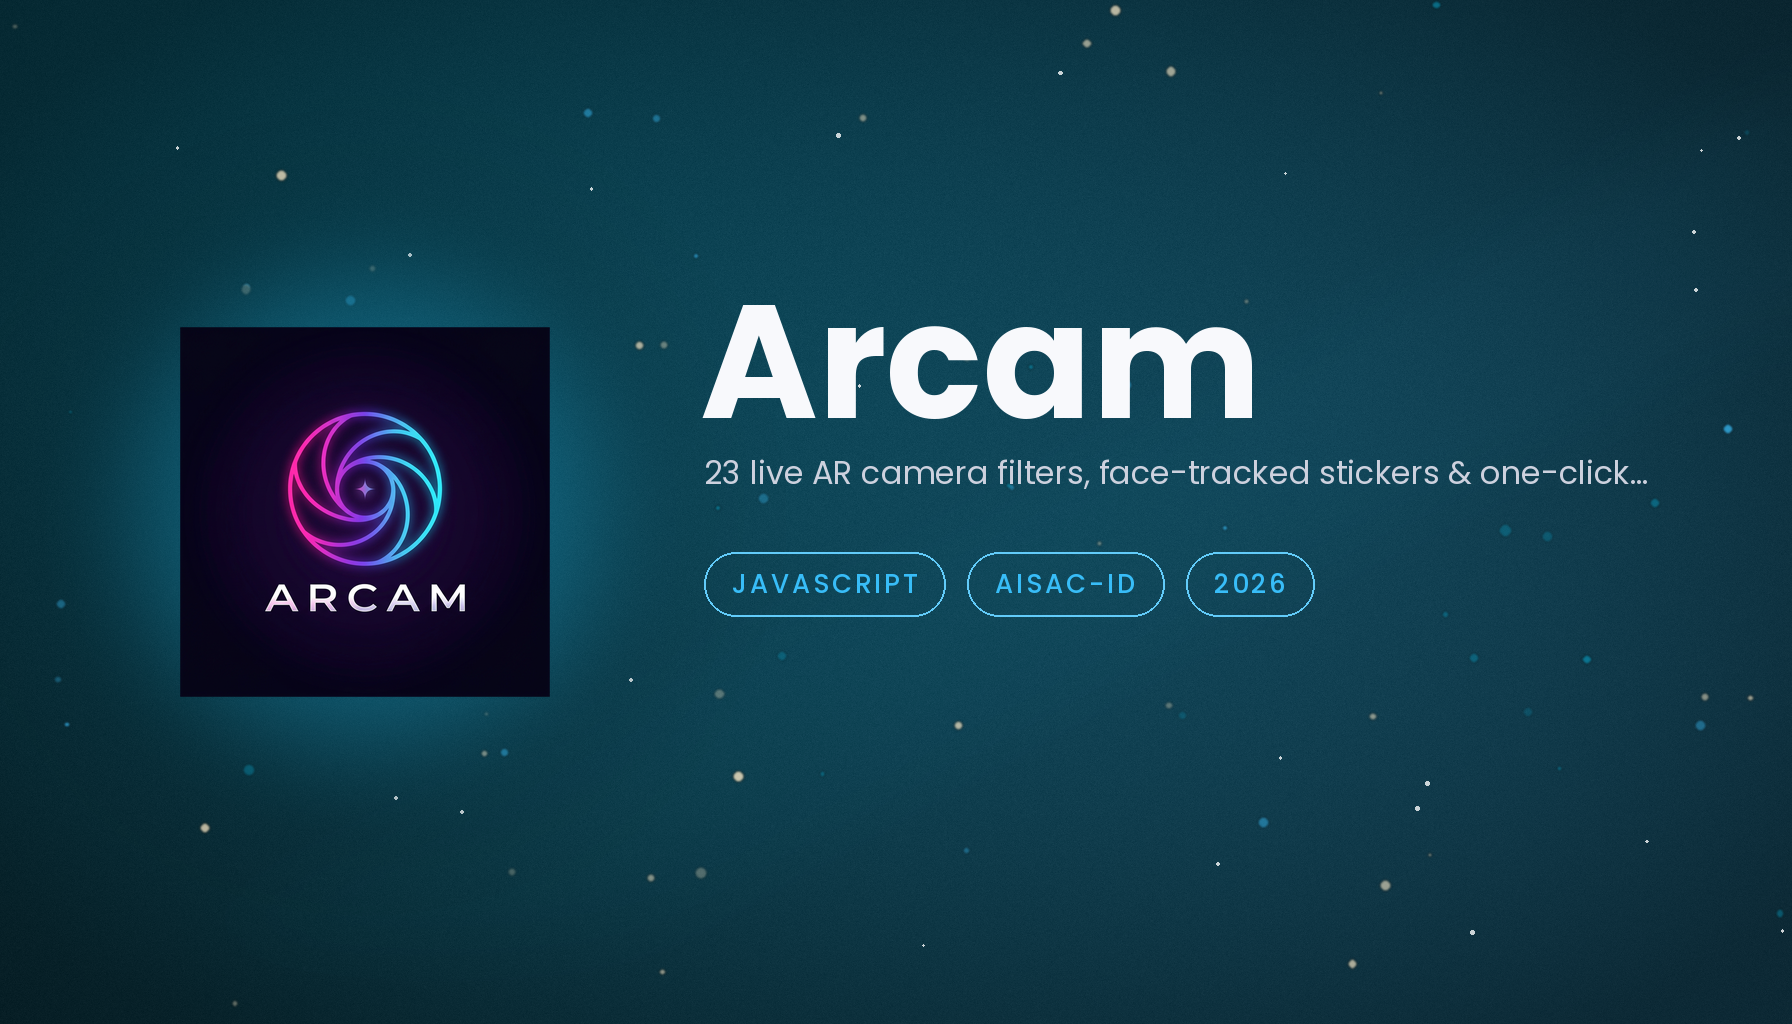 ARCAM
Arcam
23 live AR camera filters, face-tracked stickers & one-click...
JAVASCRIPT
AISAC-ID
2026